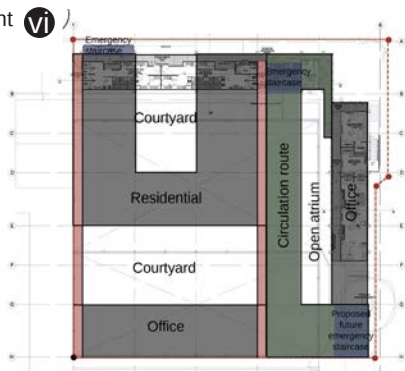 nt vi )
Emergency
staircase
Emergency
staircase
Courtyard
Residential
Circulation route
Open atrium
Office
Courtyard
Office
Proposed
future
emergency
staircase